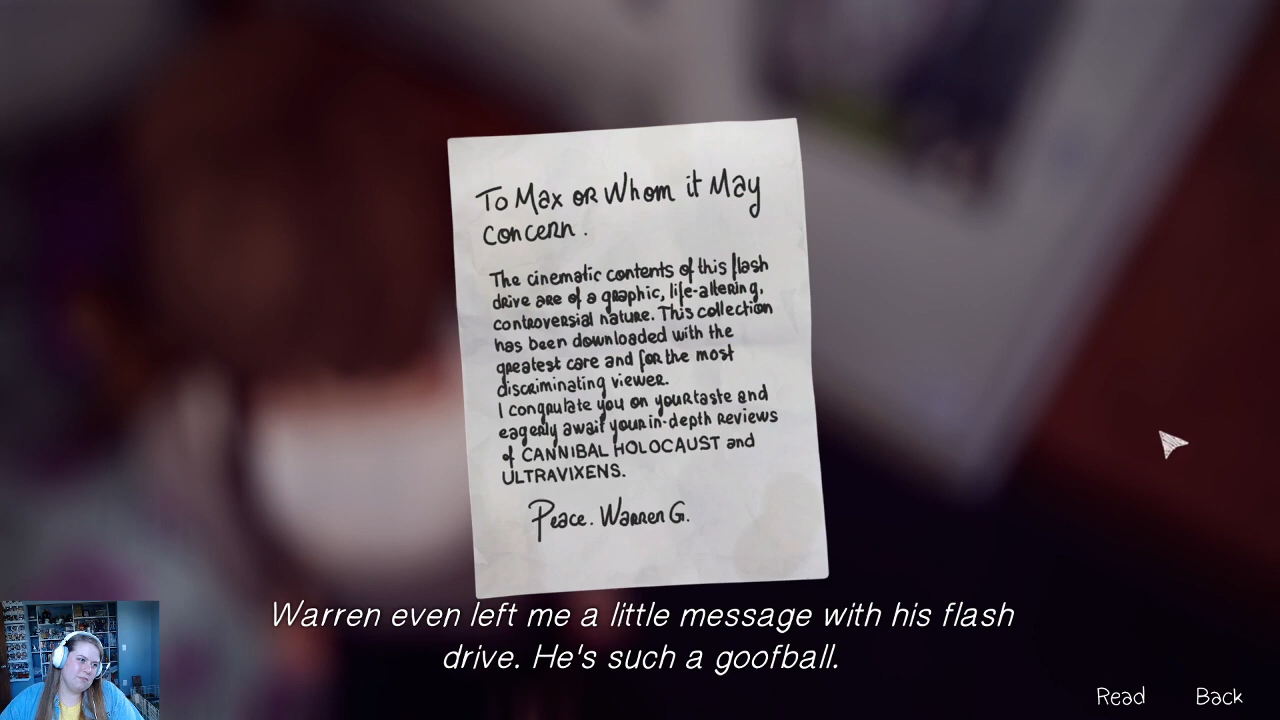 To Max or Whom it May
Concern.
The cinematic contents of this flash
drive are of a graphic, life-altering,
controversial nature. This collection
has been downloaded with the
greatest care and for the most
discriminating viewer.
I congrulate you on your taste and
eagerly await your in-depth reviews
of CANNIBAL HOLOCAUST and
ULTRAVIXENS.
Peace. Warren G.
Warren even left me a little message with his flash
drive. He's such a goofball.
Read Back